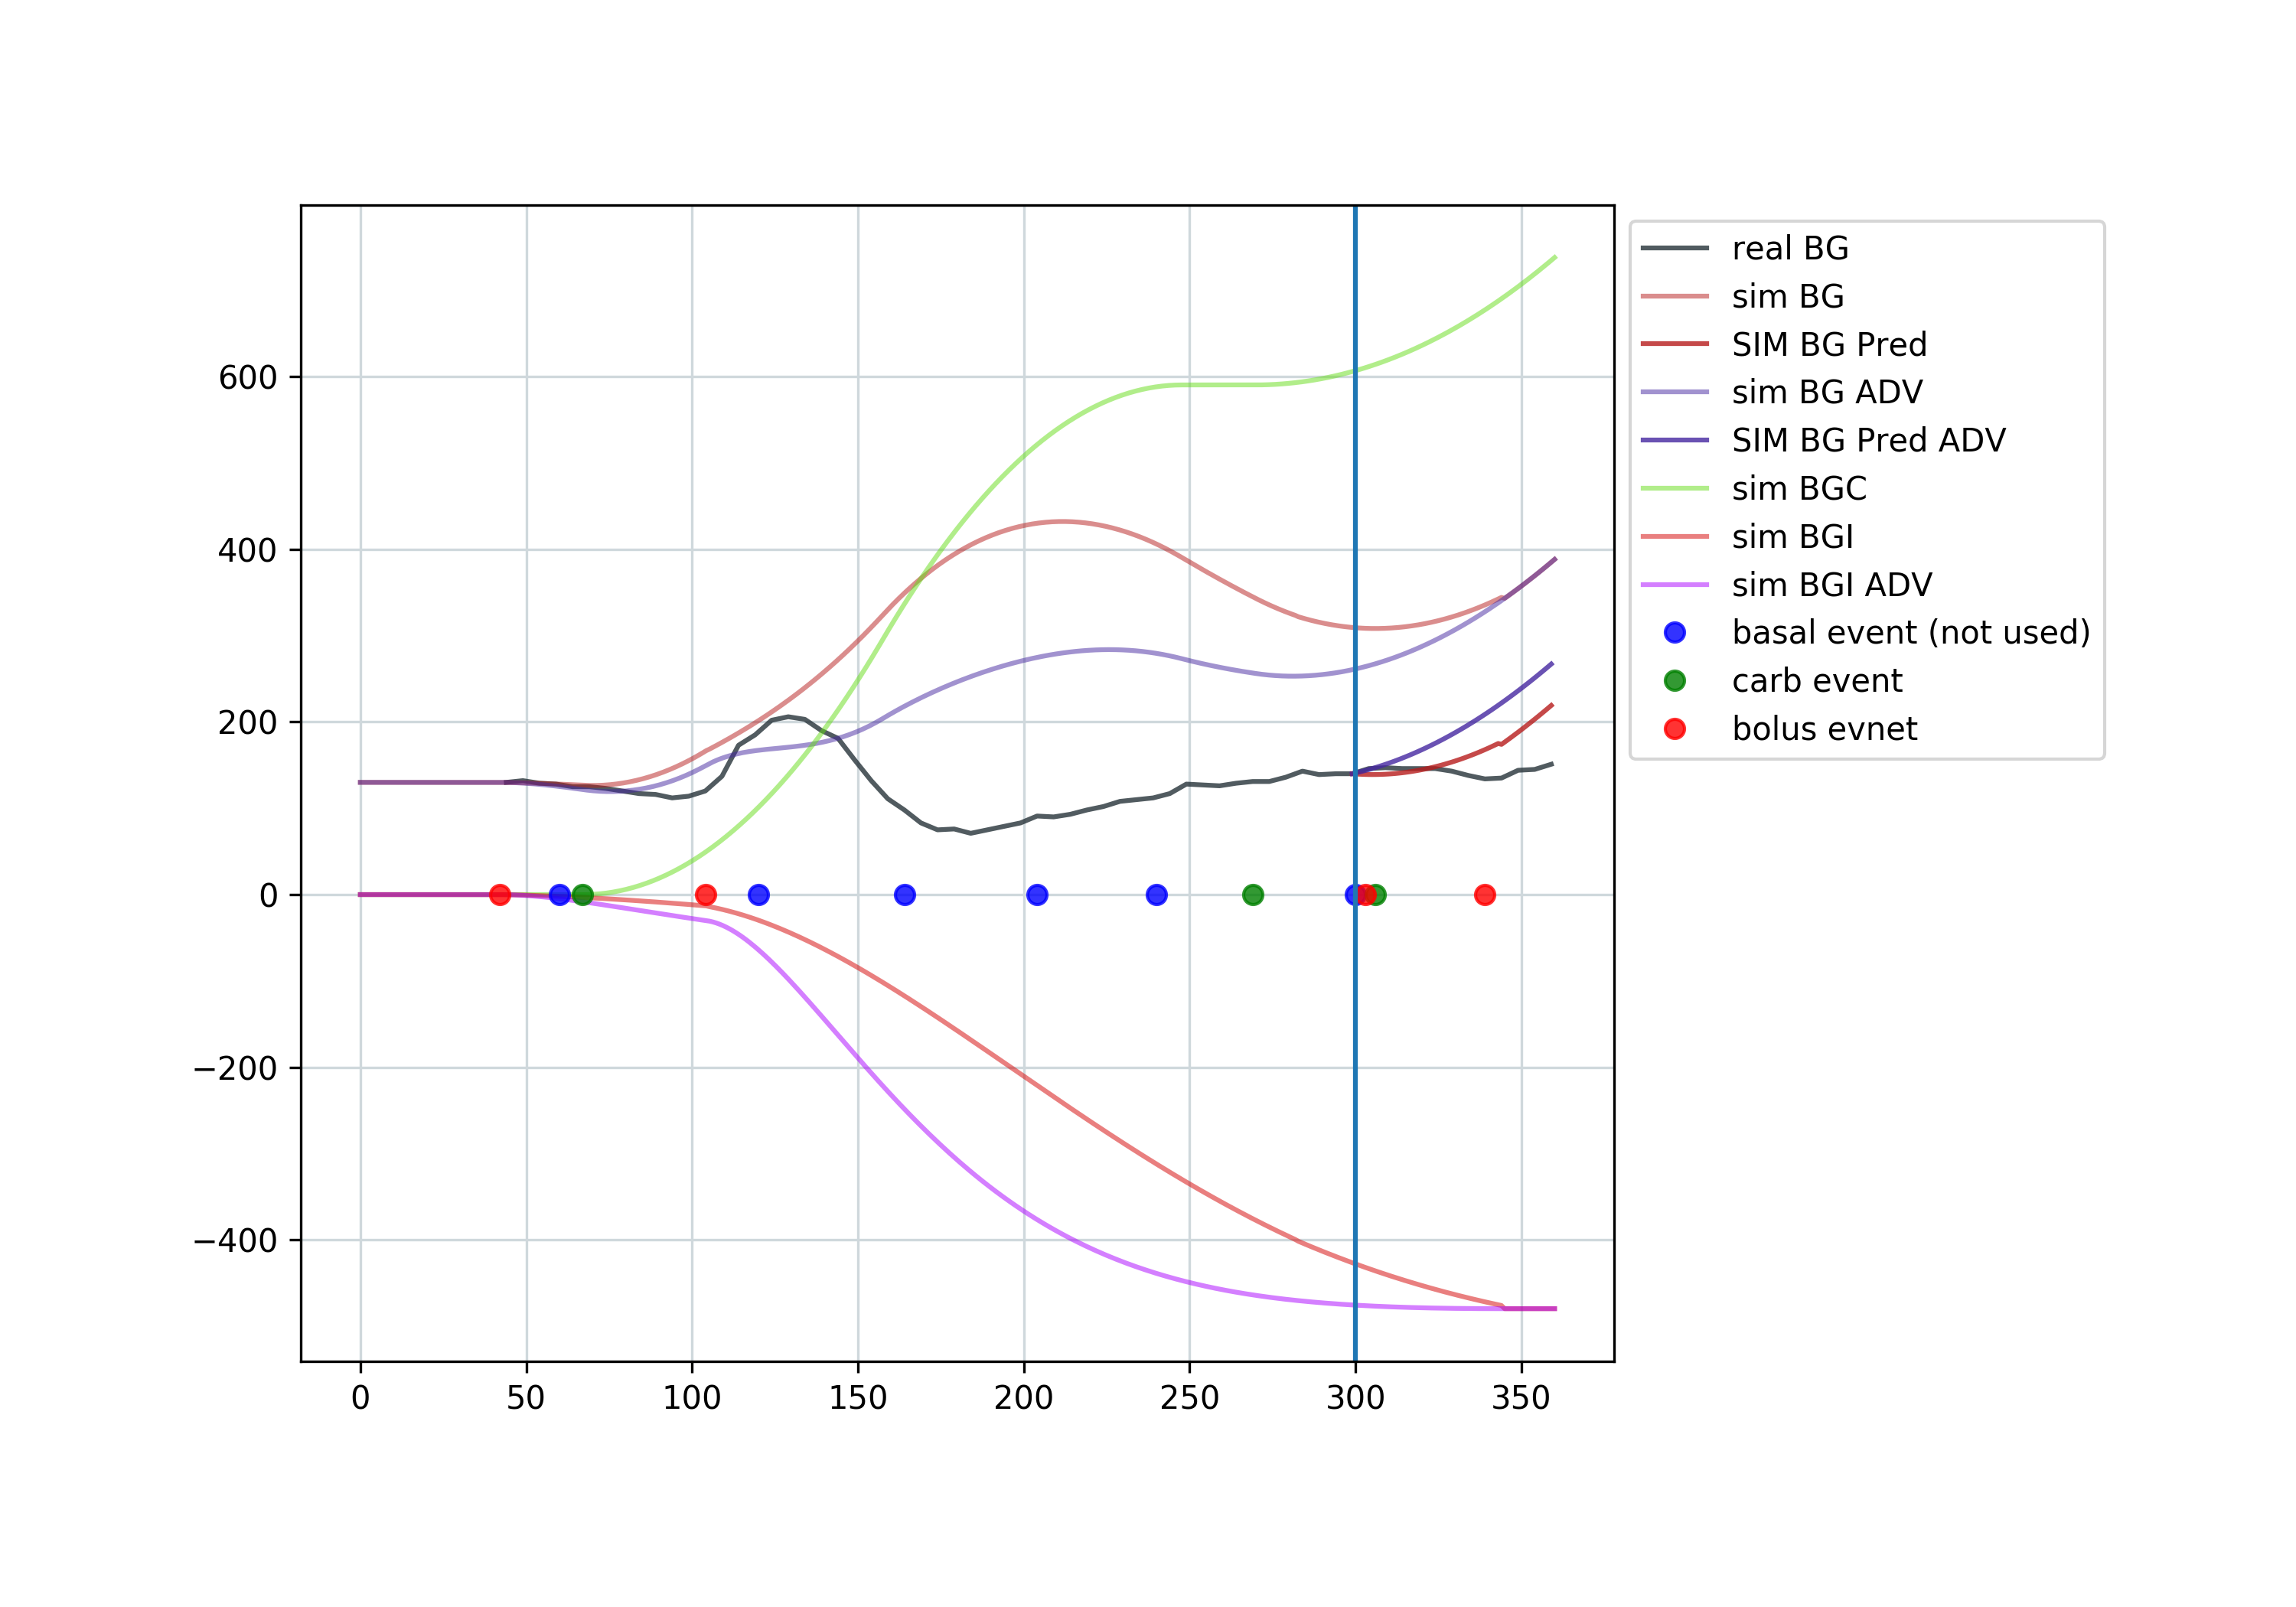 600
400
200
0
−200
−400
0 50 100 150 200 250 300 350
real BG
sim BG
SIM BG Pred
sim BG ADV
SIM BG Pred ADV
sim BGC
sim BGI
sim BGI ADV
basal event (not used)
carb event
bolus evnet